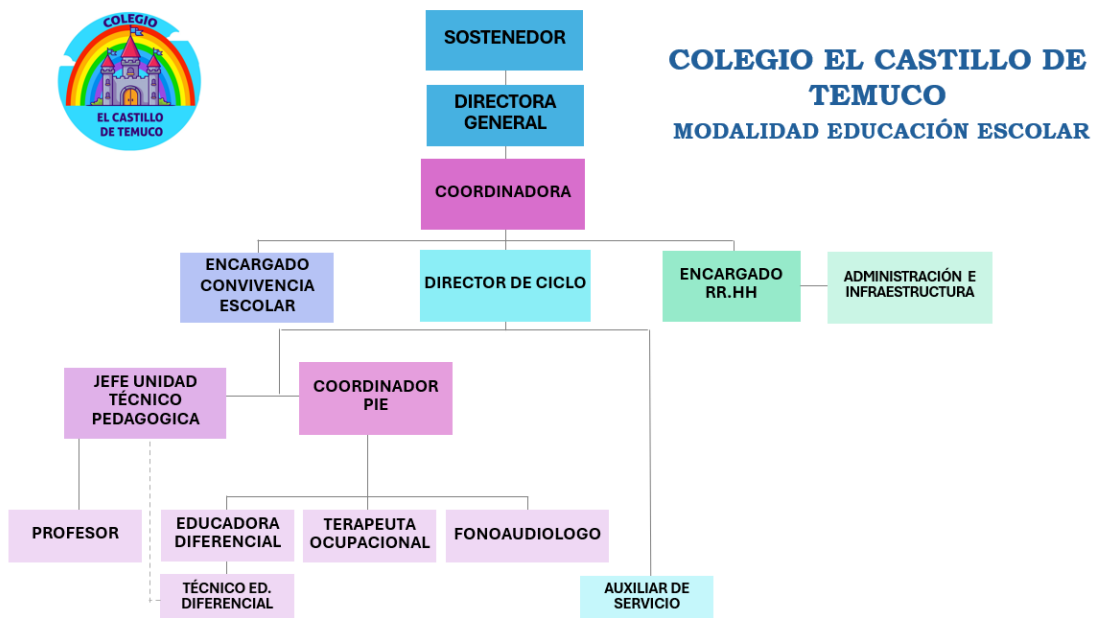 COLEGIO
EL CASTILLO
DE TEMUCO
SOSTENEDOR
COLEGIO EL CASTILLO DE
TEMUCO
MODALIDAD EDUCACIÓN ESCOLAR
DIRECTORA
GENERAL
COORDINADORA
ENCARGADO
CONVIVENCIA
ESCOLAR
DIRECTOR DE CICLO
ENCARGADO
RR.HH
ADMINISTRACIÓN E
INFRAESTRUCTURA
JEFE UNIDAD
TÉCNICO
PEDAGOGICA
COORDINADOR
PIE
PROFESOR
EDUCADORA
DIFERENCIAL
TERAPEUTA
OCUPACIONAL
FONOAUDIOLOGO
TÉCNICO ED.
DIFERENCIAL
AUXILIAR DE
SERVICIO